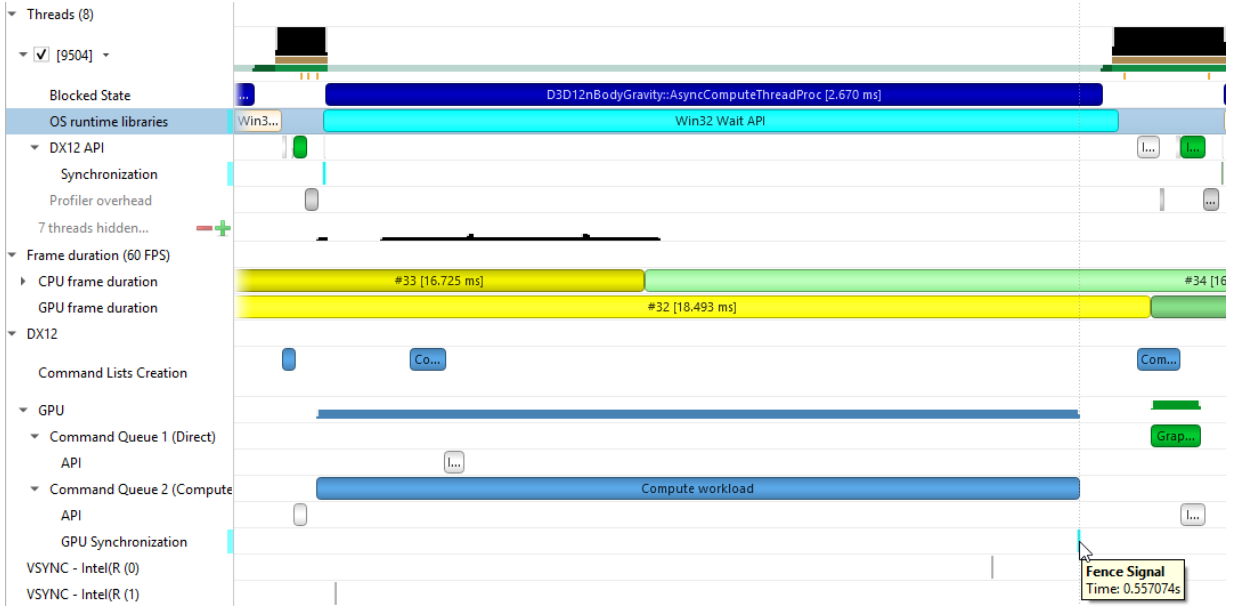 Threads (8)
[9504]
Blocked State
... D3D12nBodyGravity::AsyncComputeThreadProc [2.670 ms]
OS runtime libraries
Win3... Win32 Wait API
DX12 API
I... I...
Synchronization
Profiler overhead
...
7 threads hidden...
Frame duration (60 FPS)
CPU frame duration
#33 [16.725 ms] #34 [16
GPU frame duration
#32 [18.493 ms]
DX12
Command Lists Creation
Co... Com...
GPU
Command Queue 1 (Direct)
Grap...
API
I...
Command Queue 2 (Compute
Compute workload
API
I...
GPU Synchronization
VSYNC - Intel(R (0)
Fence Signal
Time: 0.557074s
VSYNC - Intel(R (1)